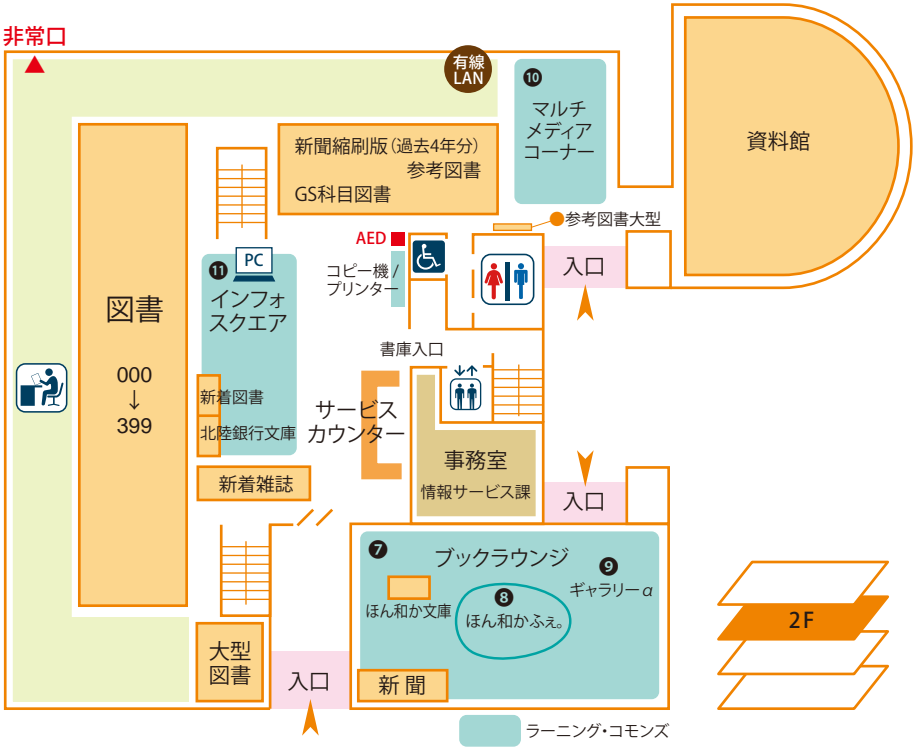 非常口
有線
LAN
❿
マルチ
メディア
コーナー
資料館
新聞縮刷版（過去4年分）
参考図書
GS科目図書
参考図書大型
AED
コピー機 /
プリンター
入口
PC
⓫
インフォ
スクエア
図書
000
↓
399
書庫入口
新着図書
北陸銀行文庫
サービス
カウンター
事務室
情報サービス課
新着雑誌
入口
❼
ブックラウンジ
❾
ギャラリーα
ほん和か文庫
❽
ほん和かふぇ。
2F
大型
図書
入口
新聞
ラーニング・コモンズ